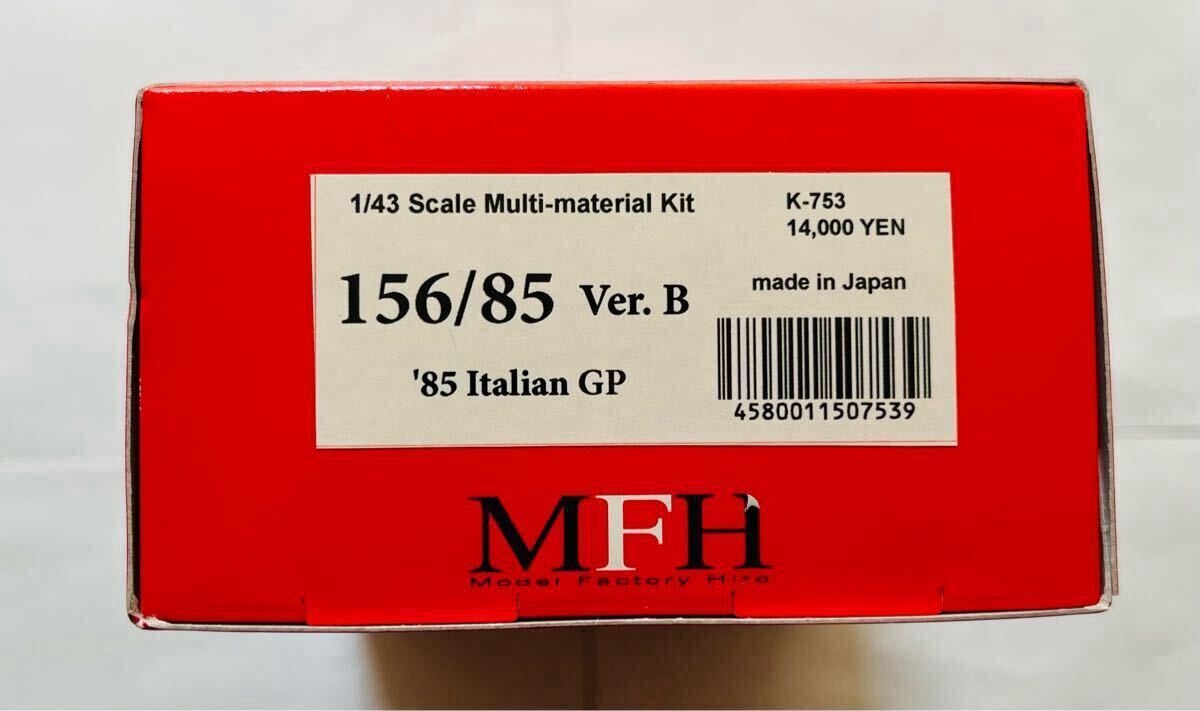 1/43 Scale Multi-material Kit
K-753
14,000 YEN
156/85 Ver. B
made in Japan
'85 Italian GP
4580011507539
MFH
Model Factory Hiro